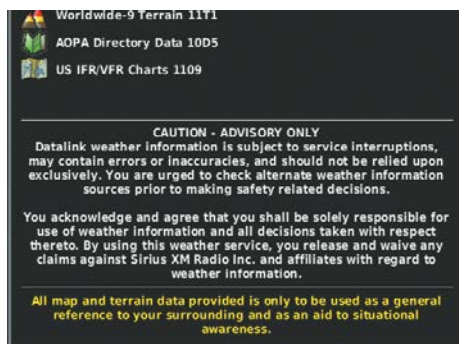 Worldwide-9 Terrain 11T1
AOPA Directory Data 10D5
US IFR/VFR Charts 1109
CAUTION - ADVISORY ONLY
Datalink weather information is subject to service interruptions,
may contain errors or inaccuracies, and should not be relied upon
exclusively. You are urged to check alternate weather information
sources prior to making safety related decisions.
You acknowledge and agree that you shall be solely responsible for
use of weather information and all decisions taken with respect
thereto. By using this weather service, you release and waive any
claims against Sirius XM Radio Inc. and affiliates with regard to
weather information.
All map and terrain data provided is only to be used as a general
reference to your surrounding and as an aid to situational
awareness.